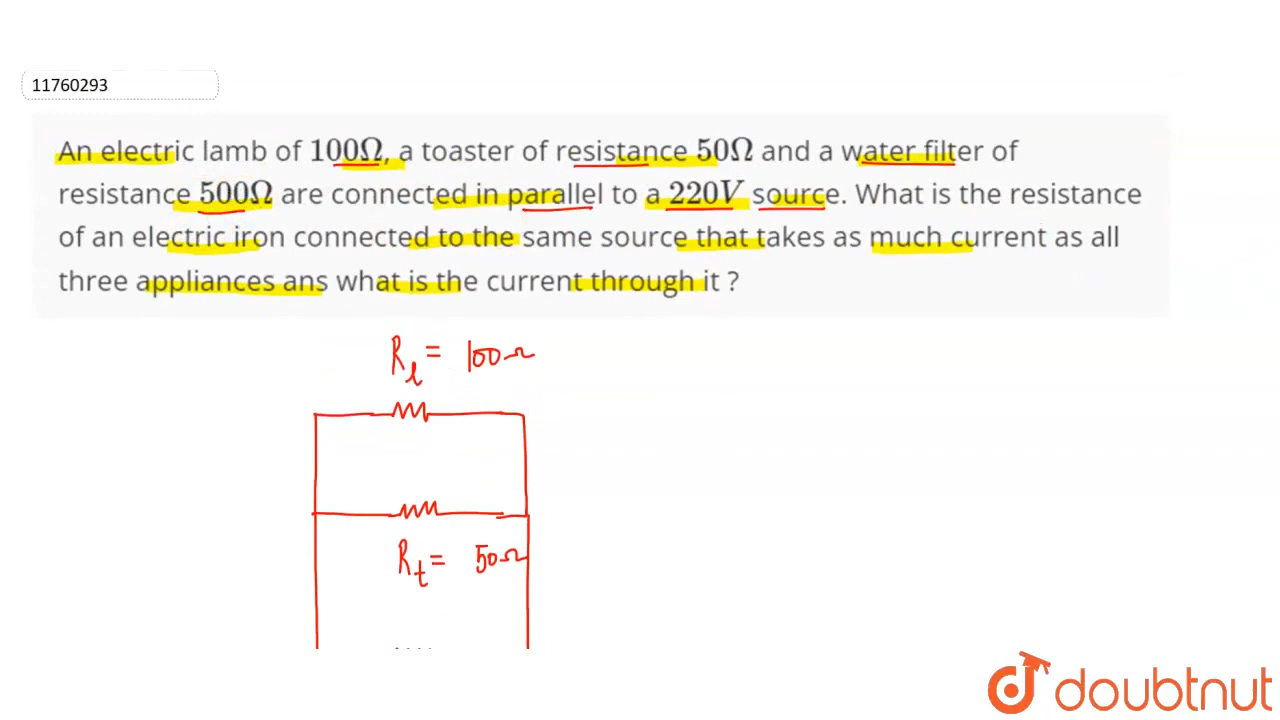 11760293
An electric lamb of 100Ω, a toaster of resistance 50Ω and a water filter of
resistance 500Ω are connected in parallel to a 220V source. What is the resistance
of an electric iron connected to the same source that takes as much current as all
three appliances ans what is the current through it ?
R_l = 100Ω
R_t = 50Ω
doubtnut